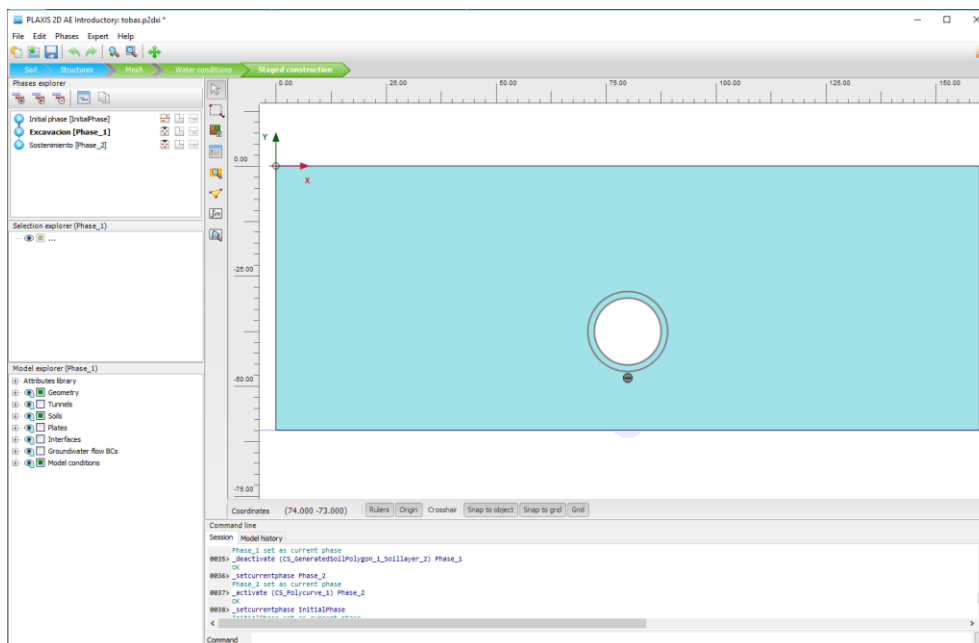 PLAXIS 2D AE Introductory: tobas.p2dxi *
File Edit Phases Expert Help
Soil Structures Mesh Water conditions Staged construction
Phases explorer
Initial phase [InitialPhase]
Excavacion [Phase_1]
Sostenimiento [Phase_2]
Selection explorer (Phase_1)
...
Model explorer (Phase_1)
Attributes library
Geometry
Tunnels
Soils
Plates
Interfaces
Groundwater flow BCs
Model conditions
0.00 25.00 50.00 75.00 100.00 125.00 150.00
Y
0.00
X
-25.00
-50.00
-75.00
Coordinates (74.000 -73.000) Rulers Origin Crosshair Snap to object Snap to grid Grid
Command line
Session Model history
Phase_1 set as current phase
0035> _deactivate (CS_GeneratedSoilPolygon_1_Soillayer_2) Phase_1
OK
0036> _setcurrentphase Phase_2
Phase_2 set as current phase
0037> _activate (CS_Polycurve_1) Phase_2
OK
0038> _setcurrentphase InitialPhase
InitialPhase set as current phase
Command